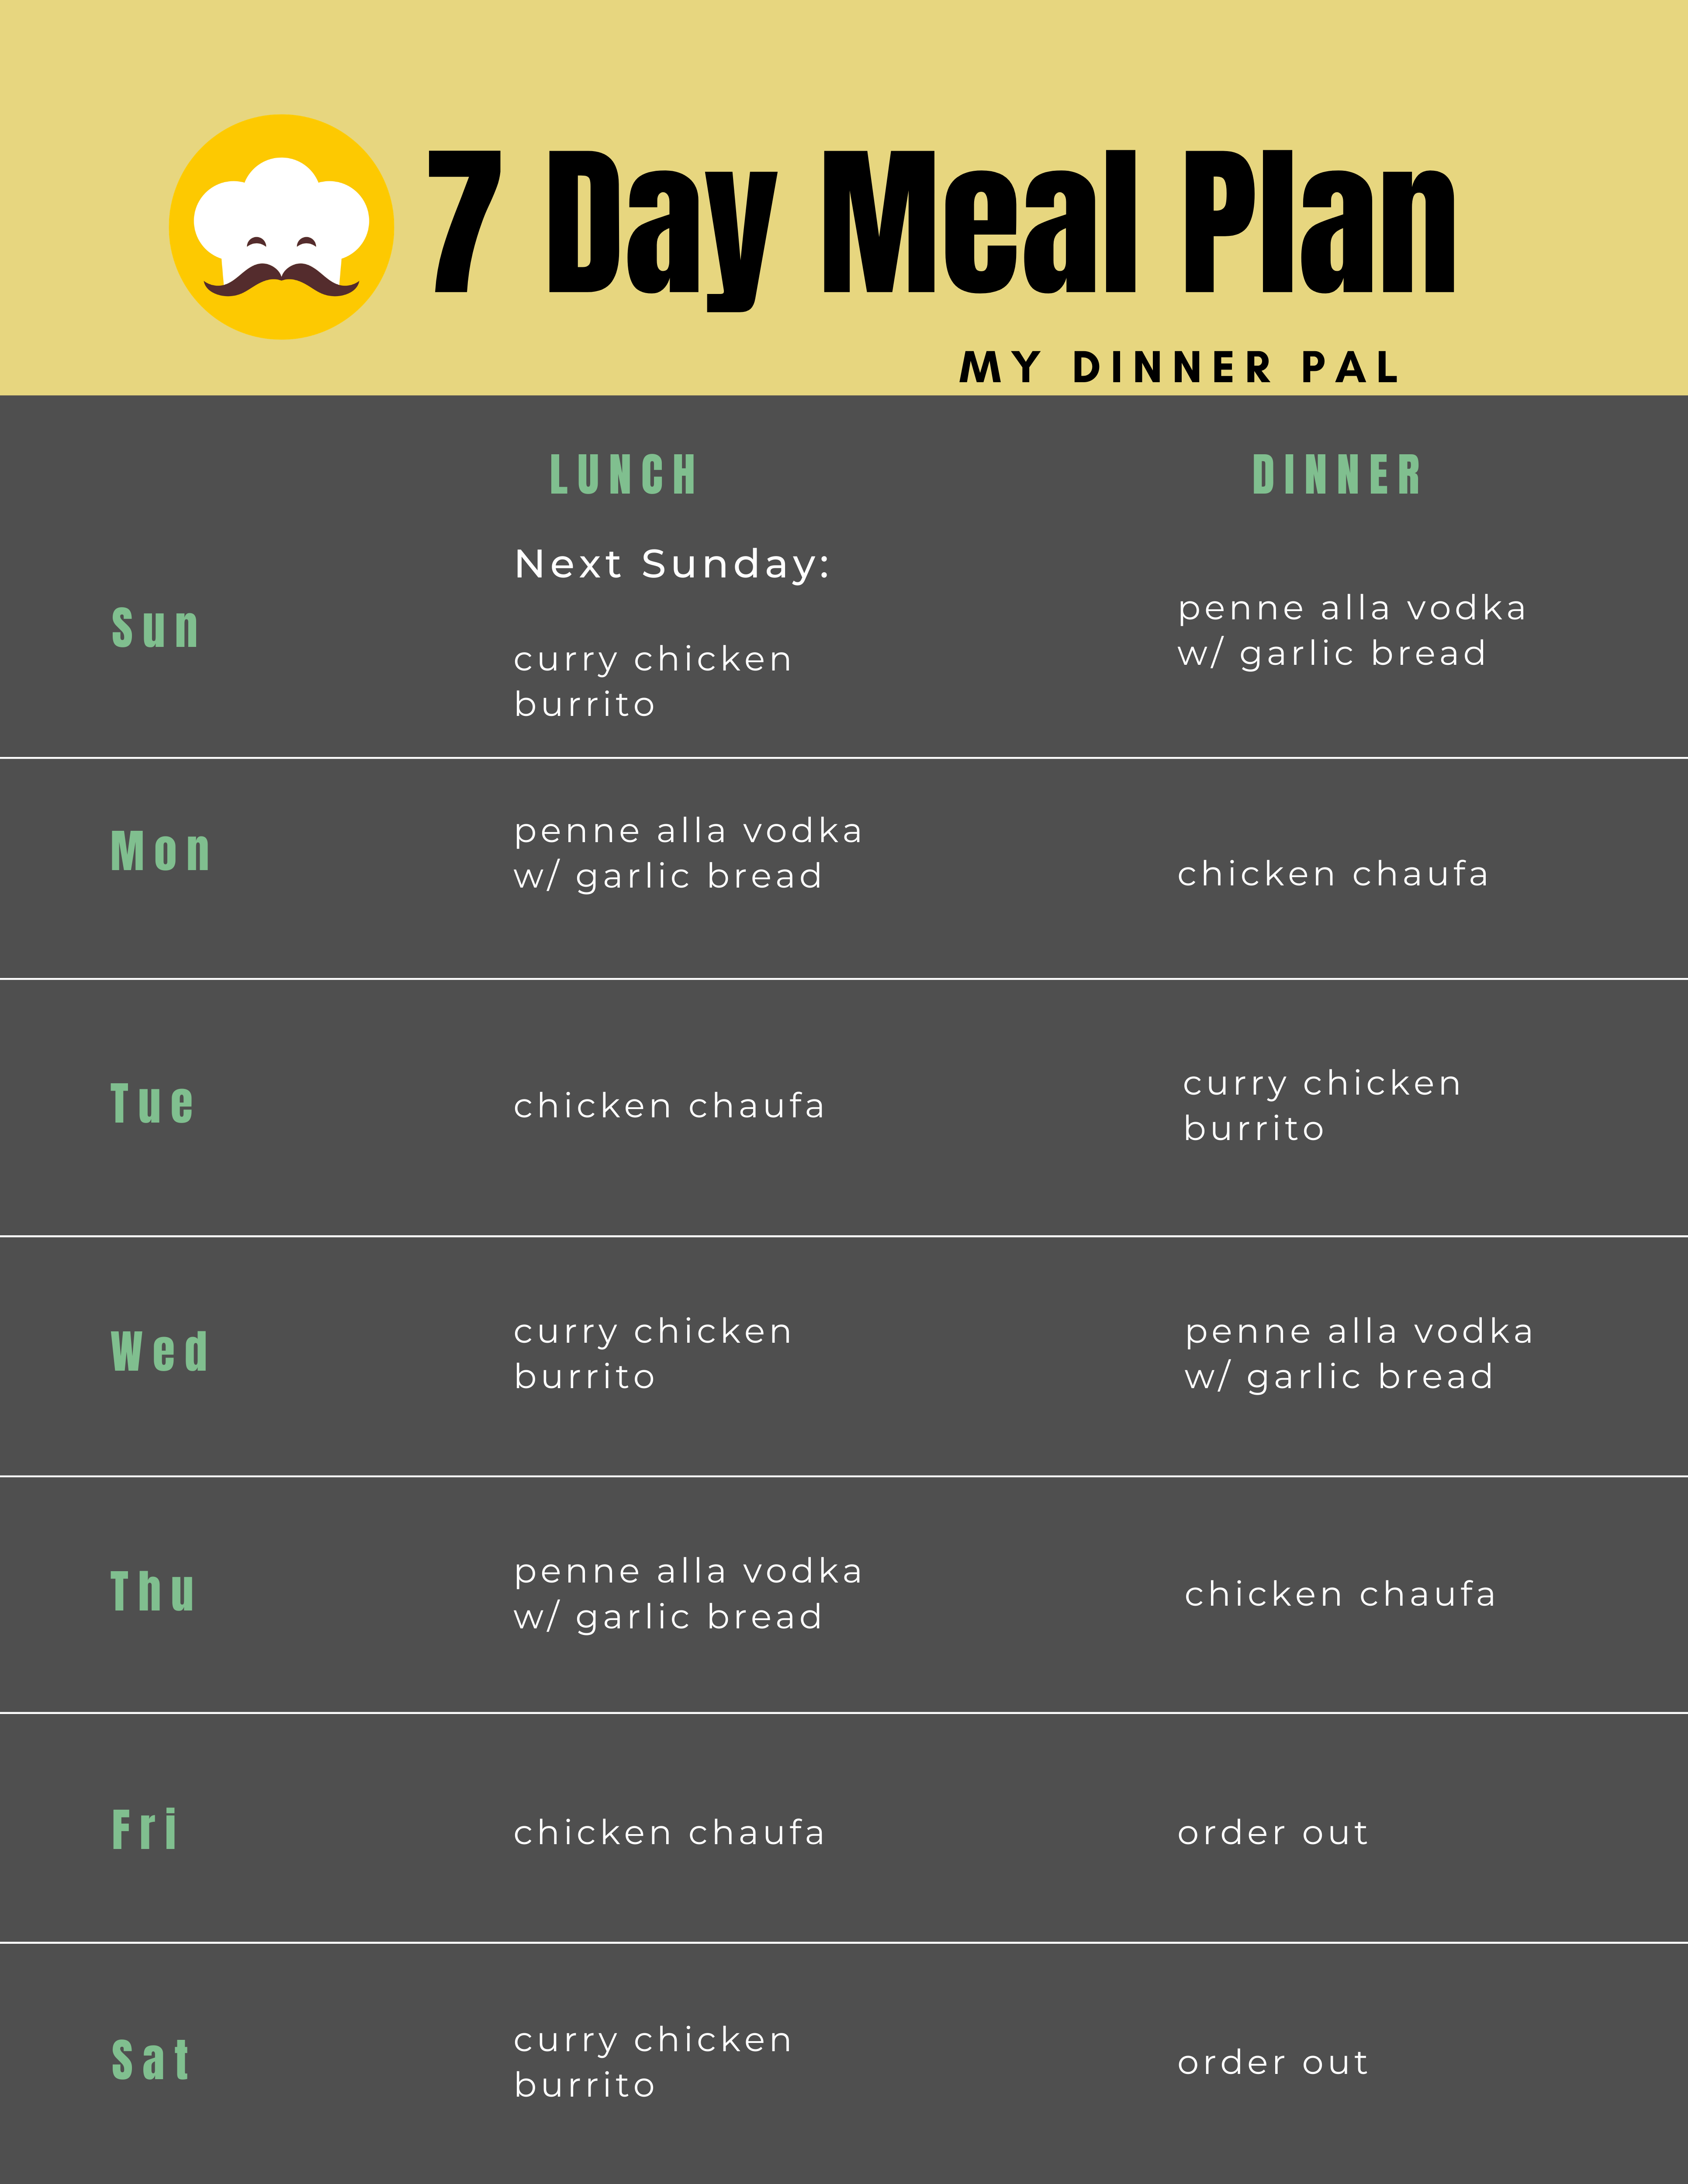 7 Day Meal Plan
MY DINNER PAL
LUNCH
DINNER
Sun
Next Sunday:
curry chicken
burrito
penne alla vodka
w/ garlic bread
Mon
penne alla vodka
w/ garlic bread
chicken chaufa
Tue
chicken chaufa
curry chicken
burrito
Wed
curry chicken
burrito
penne alla vodka
w/ garlic bread
Thu
penne alla vodka
w/ garlic bread
chicken chaufa
Fri
chicken chaufa
order out
Sat
curry chicken
burrito
order out